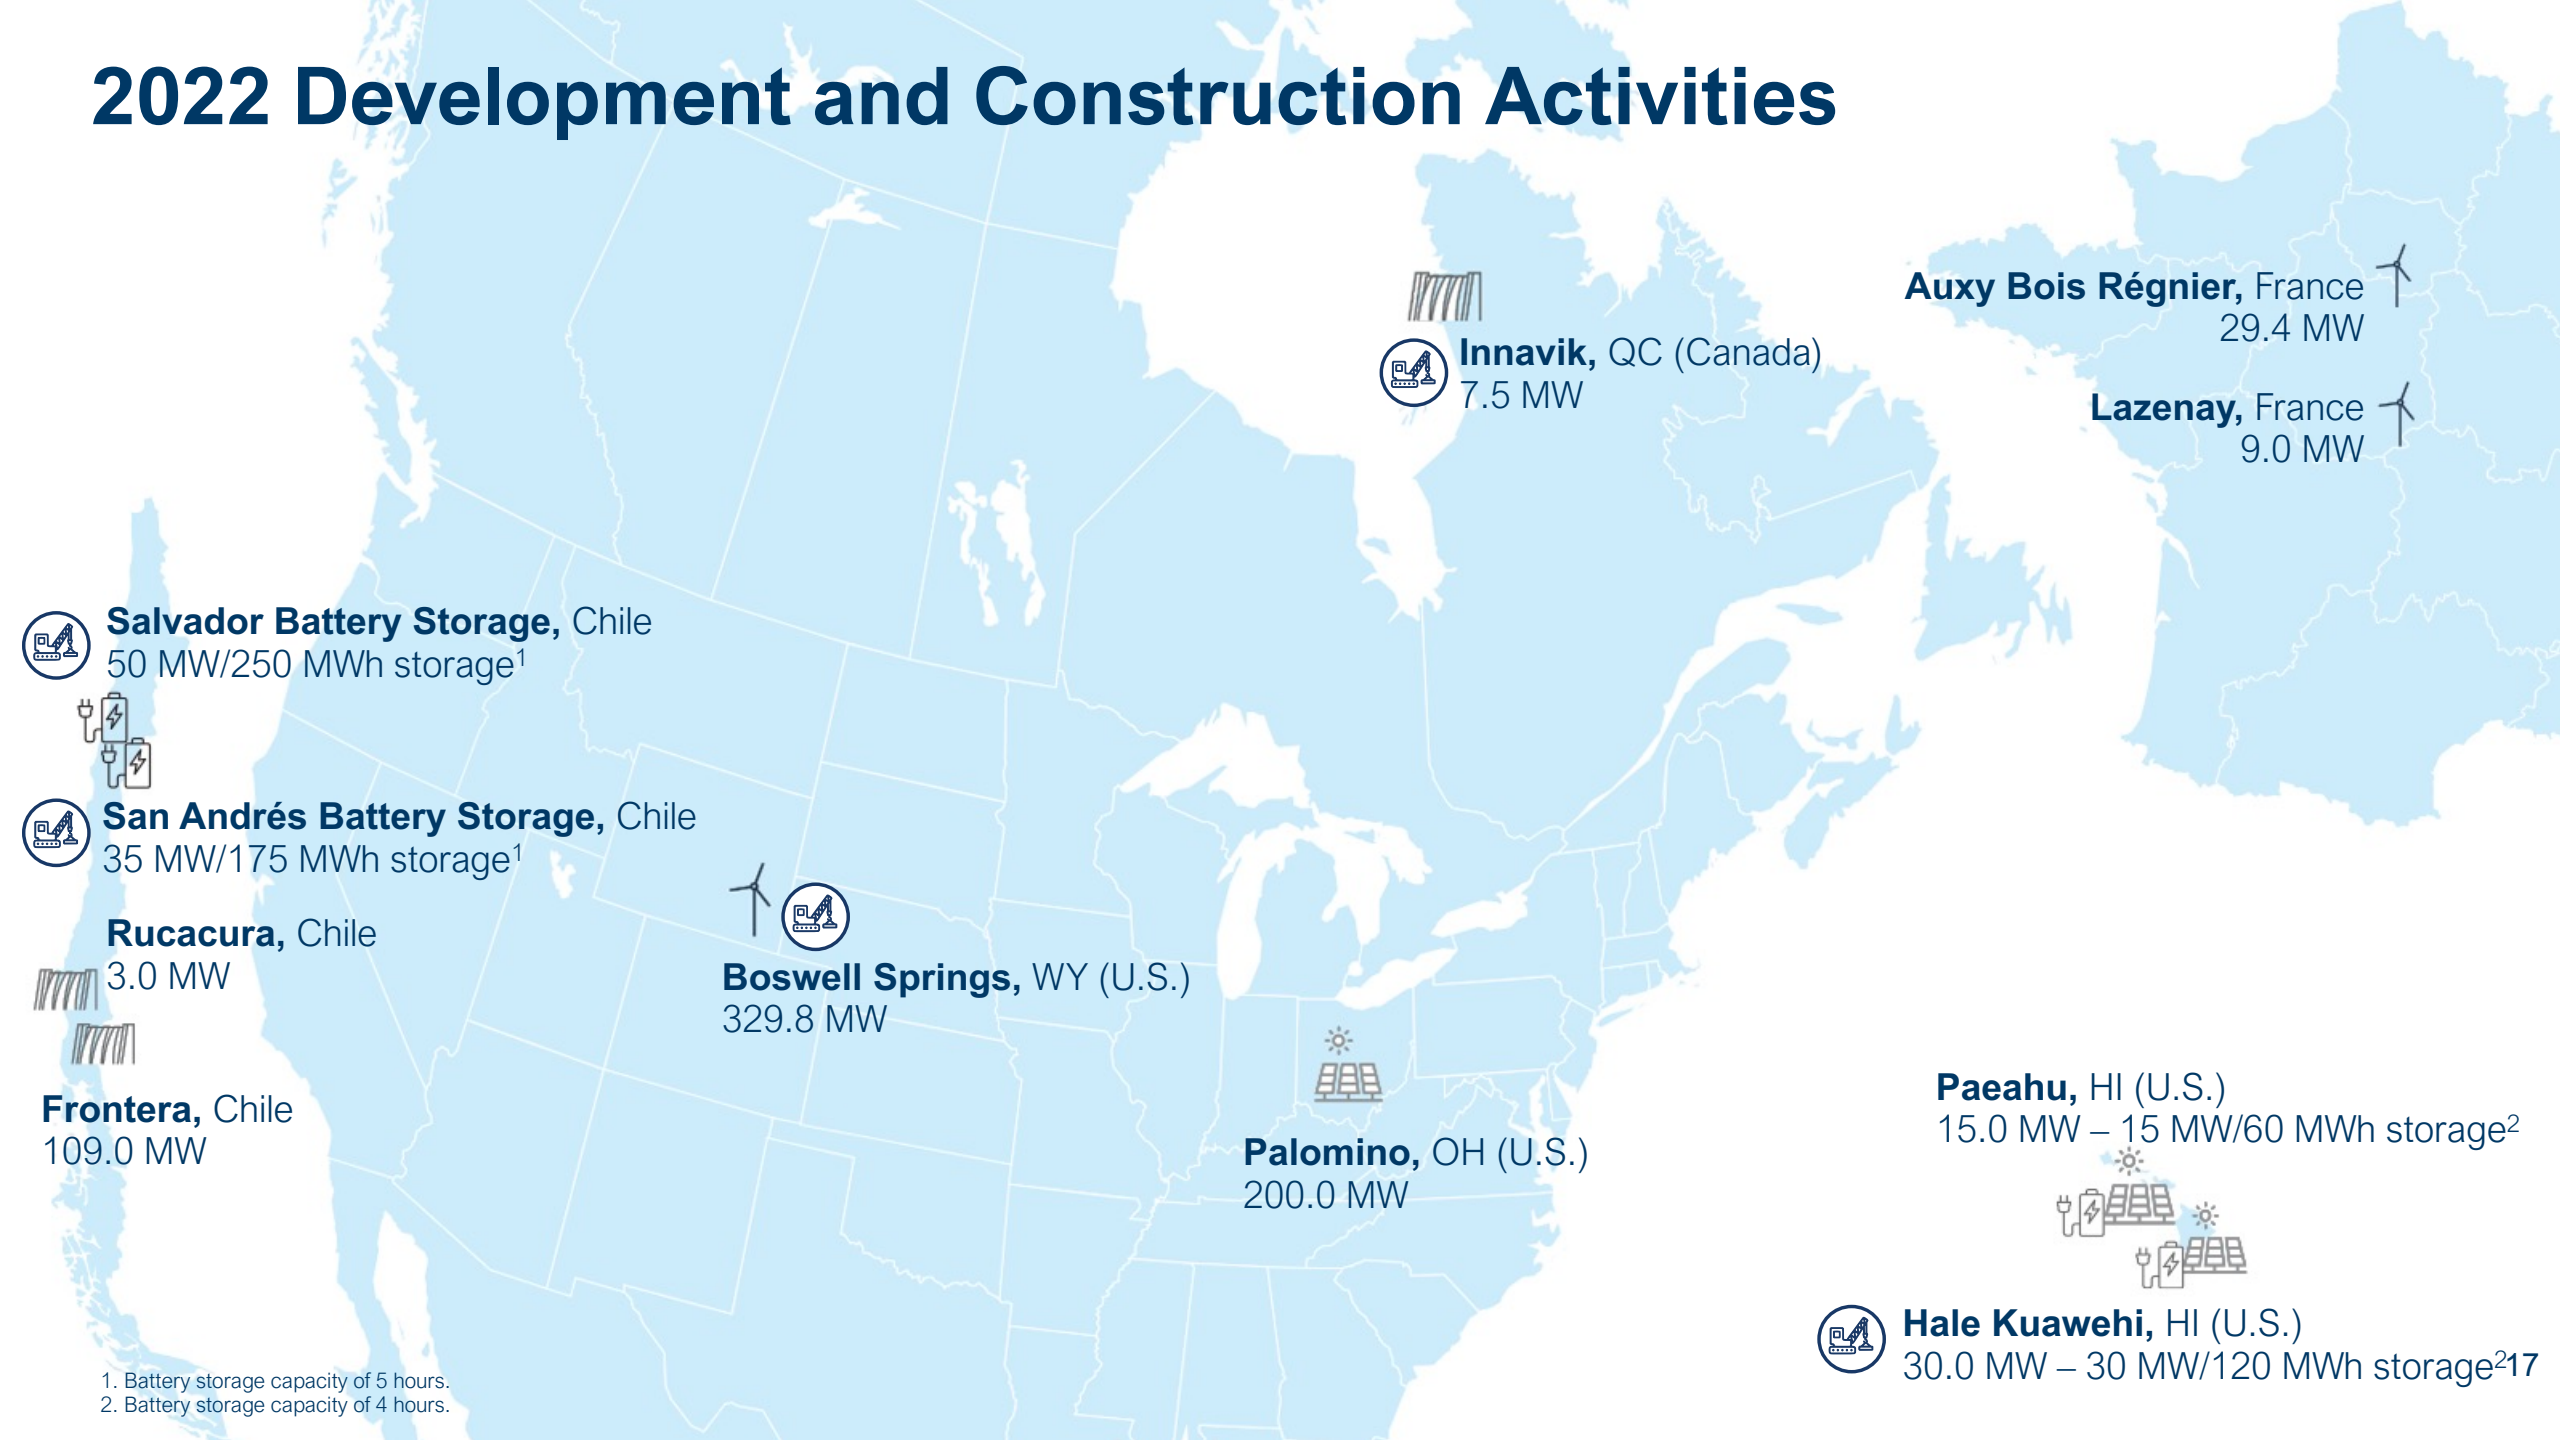 2022 Development and Construction Activities
Auxy Bois Régnier, France
29.4 MW
Innavik, QC (Canada)
7.5 MW
Lazenay, France
9.0 MW
Salvador Battery Storage, Chile
50 MW/250 MWh storage¹
San Andrés Battery Storage, Chile
35 MW/175 MWh storage¹
Rucacura, Chile
3.0 MW
Boswell Springs, WY (U.S.)
329.8 MW
Frontera, Chile
109.0 MW
Palomino, OH (U.S.)
200.0 MW
Paeahu, HI (U.S.)
15.0 MW – 15 MW/60 MWh storage²
Hale Kuawehi, HI (U.S.)
30.0 MW – 30 MW/120 MWh storage²
17
1. Battery storage capacity of 5 hours.
2. Battery storage capacity of 4 hours.